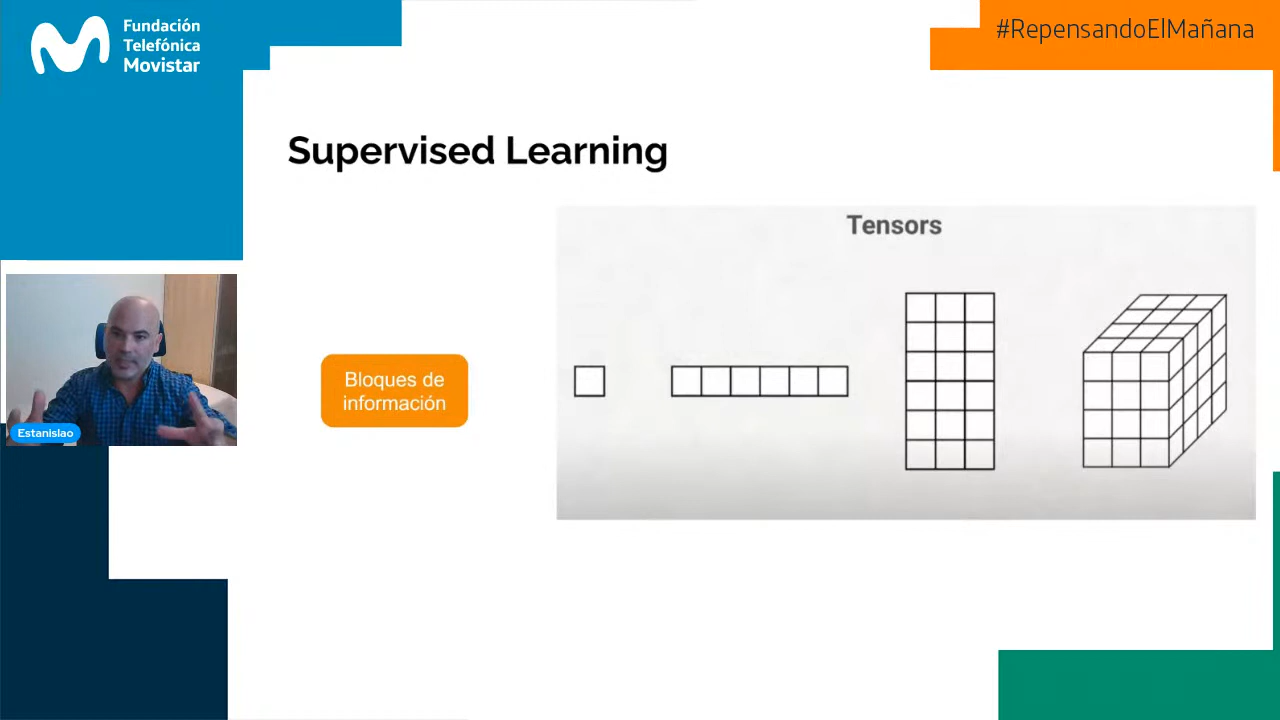 Fundación
Telefónica
Movistar
#RepensandoElMañana
Supervised Learning
Tensors
Bloques de
información
Estanislao